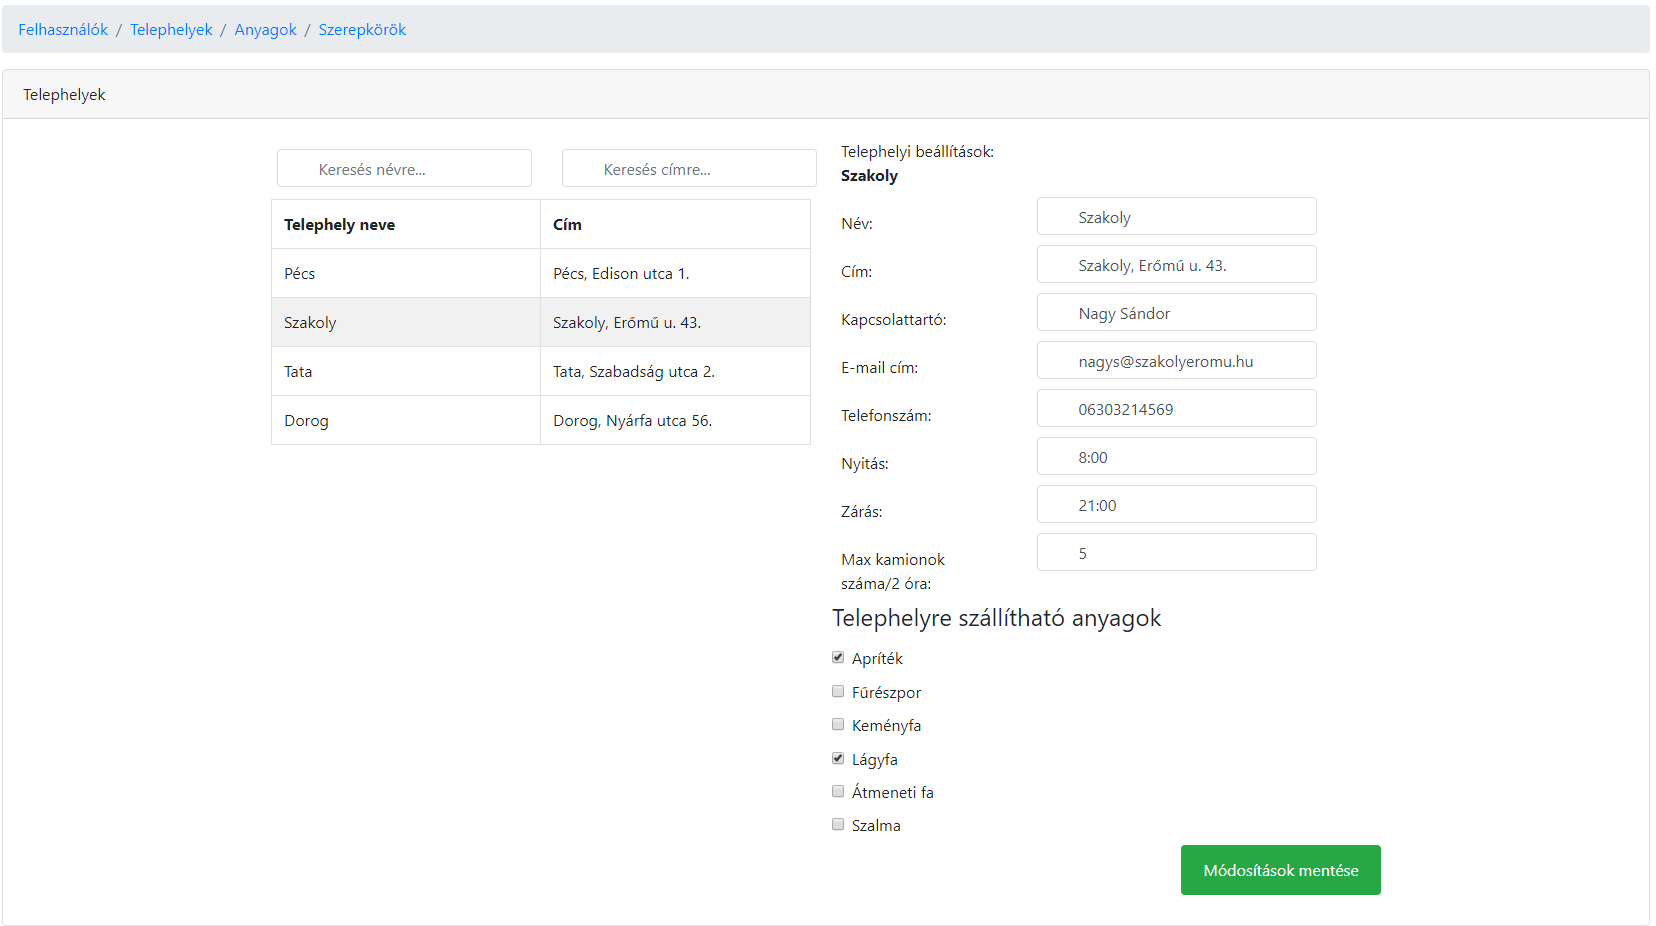 Felhasználók / Telephelyek / Anyagok / Szerepkörök
Telephelyek
Keresés névre... Keresés címre...
Telephely neve Cím
Pécs Pécs, Edison utca 1.
Szakoly Szakoly, Erőmű u. 43.
Tata Tata, Szabadság utca 2.
Dorog Dorog, Nyárfa utca 56.
Telephelyi beállítások:
Szakoly
Név: Szakoly
Cím: Szakoly, Erőmű u. 43.
Kapcsolattartó: Nagy Sándor
E-mail cím: nagys@szakolyeromu.hu
Telefonszám: 06303214569
Nyitás: 8:00
Zárás: 21:00
Max kamionok 5
száma/2 óra:
Telephelyre szállítható anyagok
Apríték
Fűrészpor
Keményfa
Lágyfa
Átmeneti fa
Szalma
Módosítások mentése